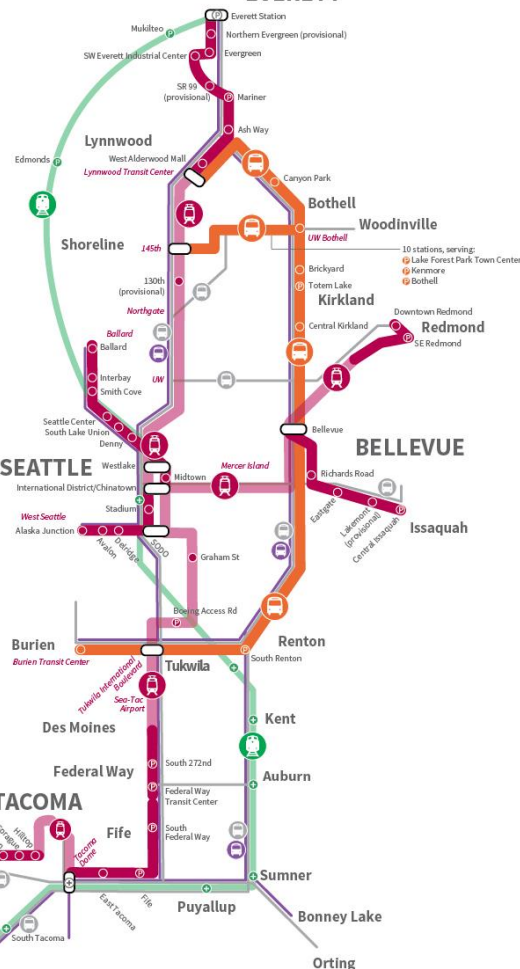 Everett Station
Mukilteo
Northern Evergreen (provisional)
SW Everett Industrial Center
Evergreen
SR 99
(provisional)
Mariner
Ash Way
Lynnwood
West Alderwood Mall
Lynnwood Transit Center
Edmonds
Canyon Park
Bothell
Woodinville
UW Bothell
Shoreline
145th
10 stations, serving:
Lake Forest Park Town Center
Kenmore
Bothell
Brickyard
130th
(provisional)
Totem Lake
Kirkland
Northgate
Downtown Redmond
Redmond
Central Kirkland
SE Redmond
Ballard
Ballard
Interbay
Smith Cove
UW
Seattle Center
South Lake Union
Denny
Bellevue
BELLEVUE
SEATTLE
Westlake
Mercer Island
Midtown
Richards Road
International District/Chinatown
Eastgate
Lakemont
(provisional)
Central Issaquah
Issaquah
Stadium
West Seattle
Alaska Junction
Avalon
Delridge
SODO
Graham St
Boeing Access Rd
Burien
Burien Transit Center
Tukwila
Renton
South Renton
Tukwila International
Boulevard
Sea-Tac
Airport
Des Moines
Kent
South 272nd
Federal Way
Federal Way
Transit Center
Auburn
TACOMA
Fife
South
Federal Way
Hilltop
Tacoma
Dome
East Tacoma
Fife
Sumner
Puyallup
Bonney Lake
South Tacoma
Orting